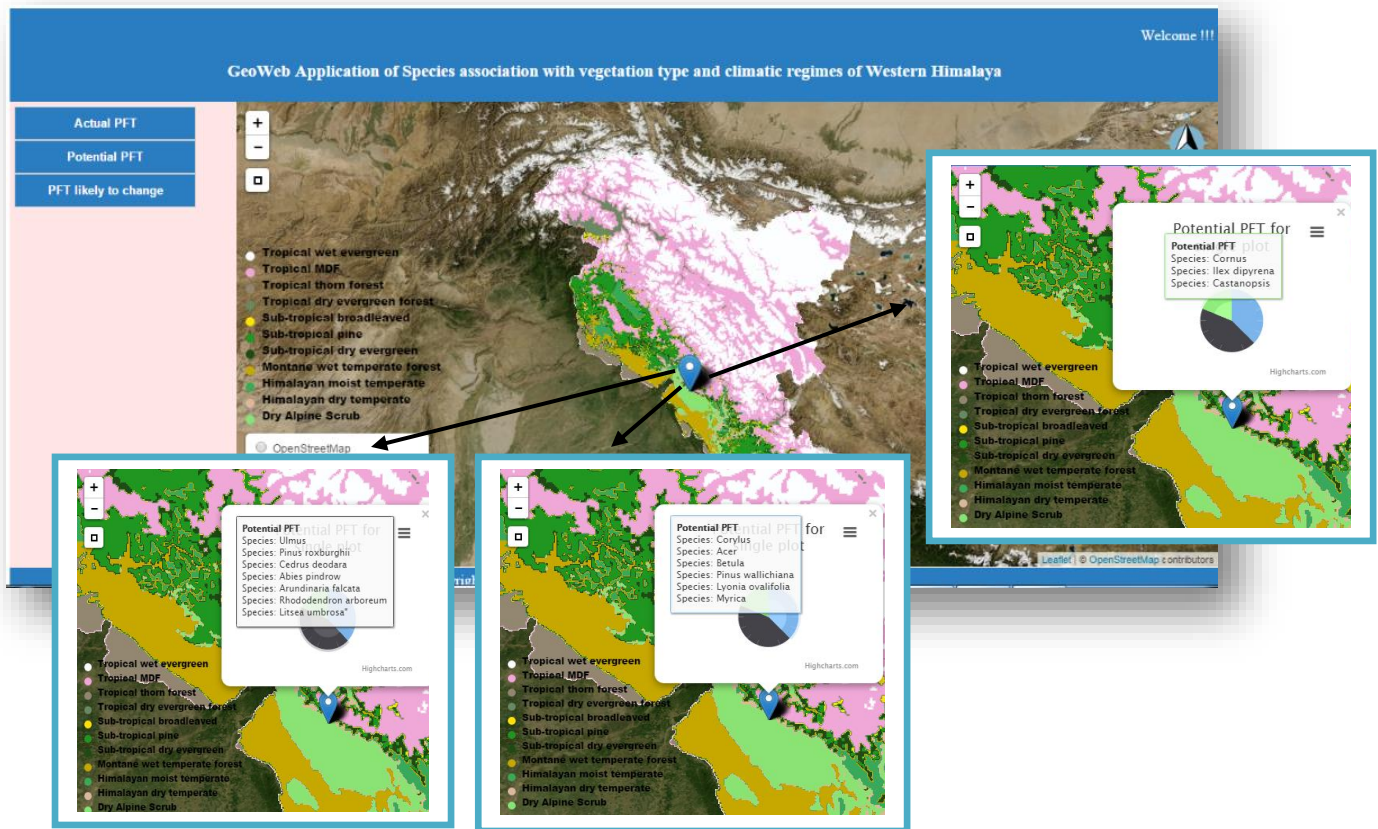 Welcome !!!
GeoWeb Application of Species association with vegetation type and climatic regimes of Western Himalaya
Actual PFT
Potential PFT
PFT likely to change
+
-
Tropical wet evergreen
Tropical MDF
Tropical thorn forest
Tropical dry evergreen forest
Sub-tropical broadleaved
Sub-tropical pine
Sub-tropical dry evergreen
Montane wet temperate forest
Himalayan moist temperate
Himalayan dry temperate
Dry Alpine Scrub
OpenStreetMap
Leaflet | © OpenStreetMap contributors
+
-
×
Potential PFT for
plot
Potential PFT
Species: Cornus
Species: Ilex dipyrena
Species: Castanopsis
Highcharts.com
Tropical wet evergreen
Tropical MDF
Tropical thorn forest
Tropical dry evergreen forest
Sub-tropical broadleaved
Sub-tropical pine
Sub-tropical dry evergreen
Montane wet temperate forest
Himalayan moist temperate
Himalayan dry temperate
Dry Alpine Scrub
+
-
×
PFT for
single plot
Potential PFT
Species: Ulmus
Species: Pinus roxburghii
Species: Cedrus deodara
Species: Abies pindrow
Species: Arundinaria falcata
Species: Rhododendron arboreum
Species: Litsea umbrosa"
Highcharts.com
Tropical wet evergreen
Tropical MDF
Tropical thorn forest
Tropical dry evergreen forest
Sub-tropical broadleaved
Sub-tropical pine
Sub-tropical dry evergreen
Montane wet temperate forest
Himalayan moist temperate
Himalayan dry temperate
Dry Alpine Scrub
+
-
×
PFT for
plot
Potential PFT
Species: Corylus
Species: Acer
Species: Betula
Species: Pinus wallichiana
Species: Lyonia ovalifolia
Species: Myrica
Highcharts.com
Tropical wet evergreen
Tropical MDF
Tropical thorn forest
Tropical dry evergreen forest
Sub-tropical broadleaved
Sub-tropical pine
Sub-tropical dry evergreen
Montane wet temperate forest
Himalayan moist temperate
Himalayan dry temperate
Dry Alpine Scrub